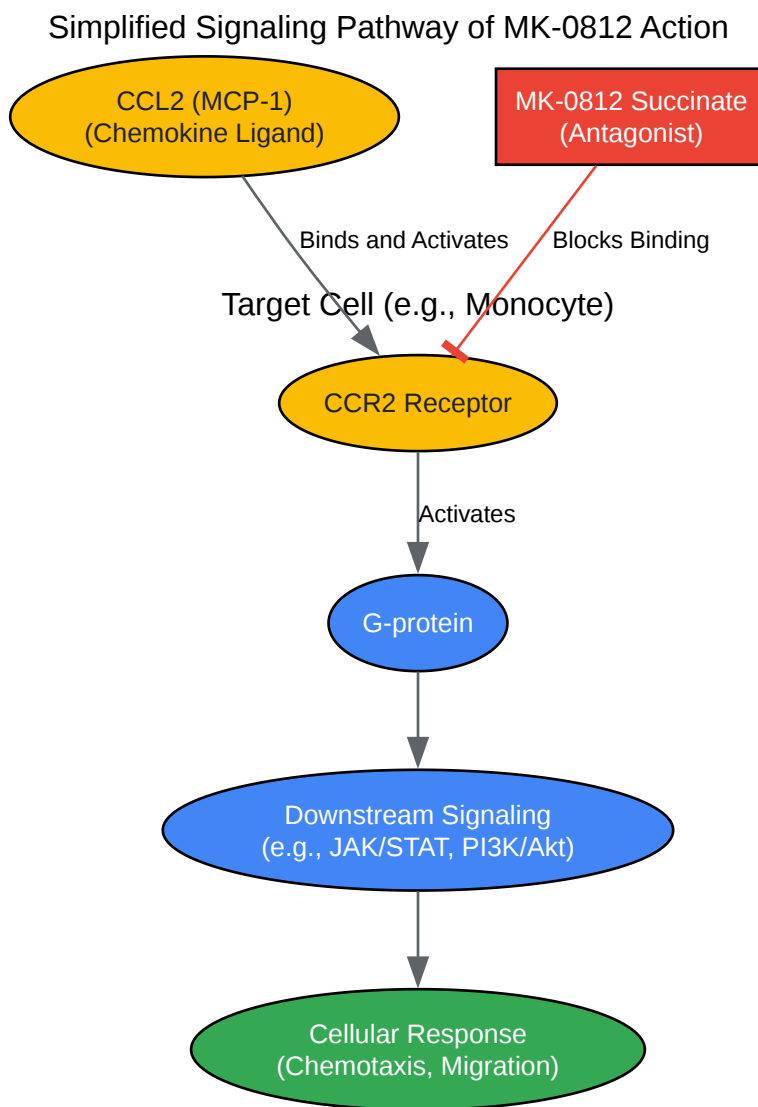 Simplified Signaling Pathway of MK-0812 Action
CCL2 (MCP-1)
(Chemokine Ligand)
MK-0812 Succinate
(Antagonist)
Binds and Activates
Blocks Binding
Target Cell (e.g., Monocyte)
CCR2 Receptor
Activates
G-protein
Downstream Signaling
(e.g., JAK/STAT, PI3K/Akt)
Cellular Response
(Chemotaxis, Migration)